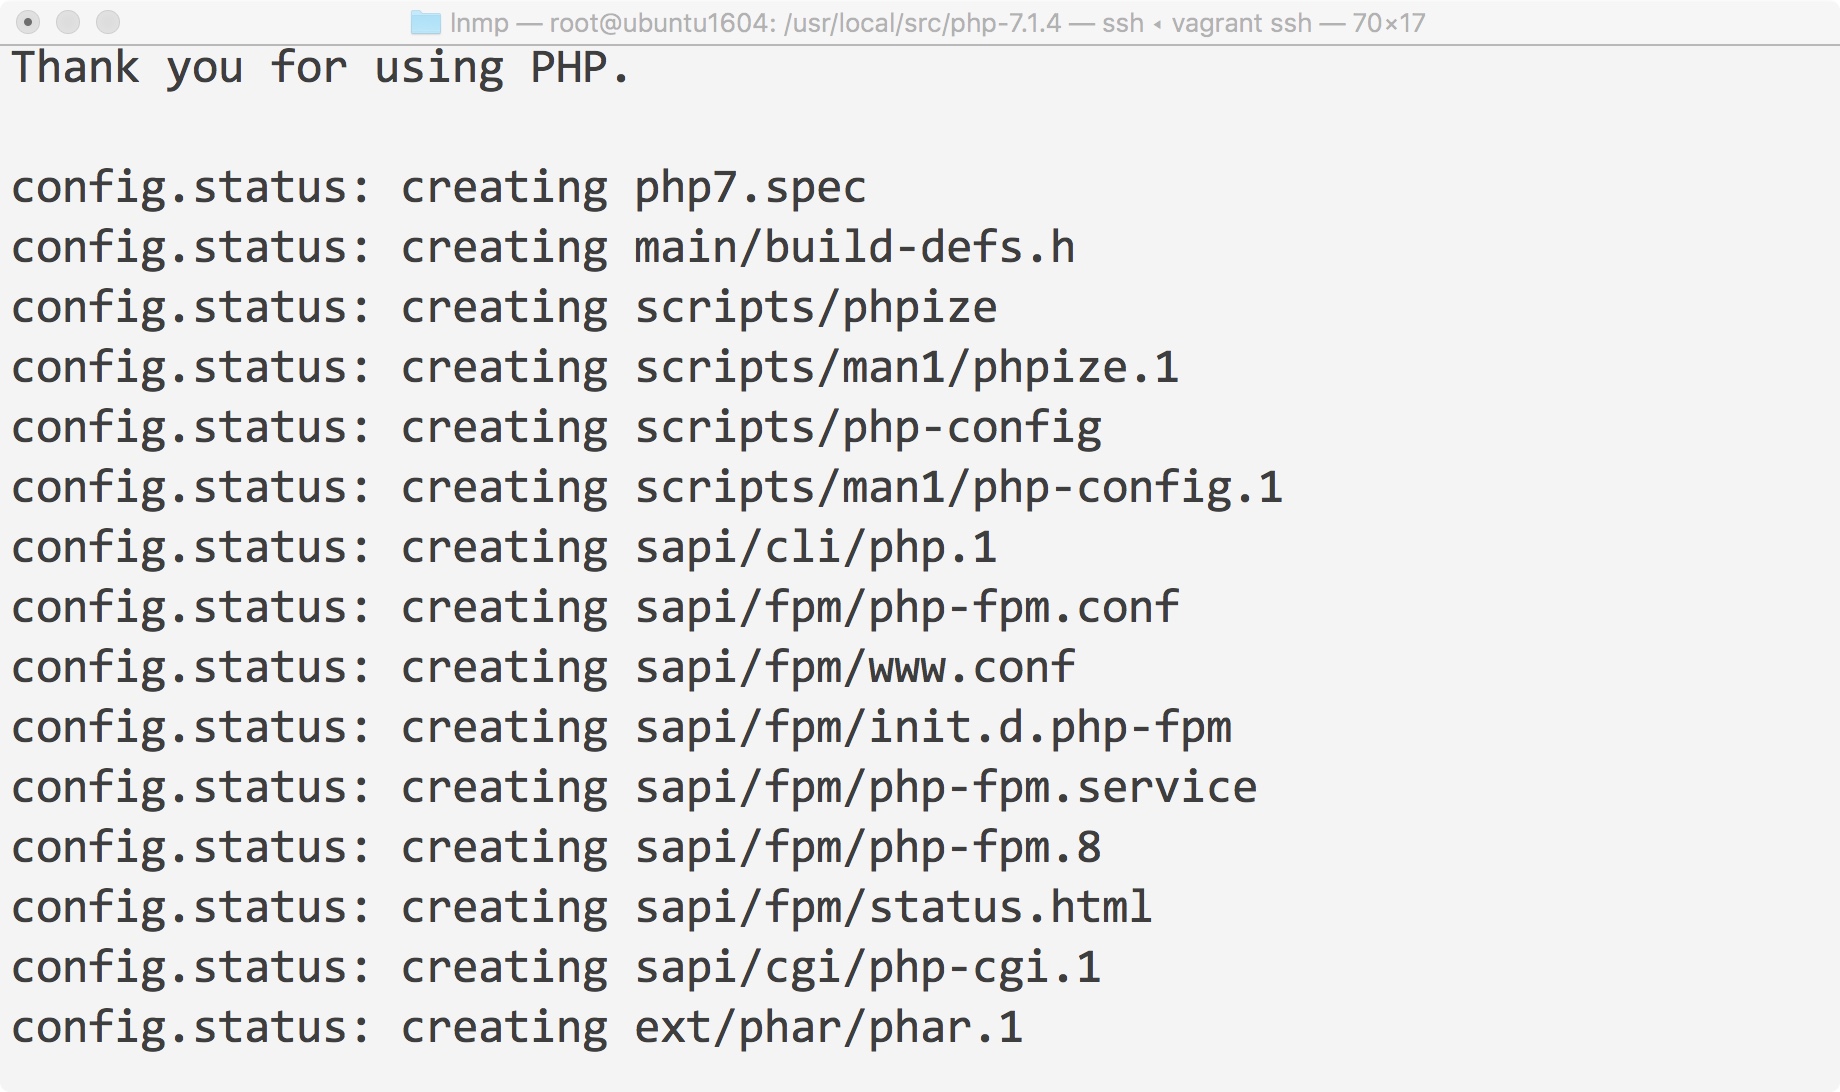 lnmp — root@ubuntu1604: /usr/local/src/php-7.1.4 — ssh ◂ vagrant ssh — 70×17
Thank you for using PHP.
config.status: creating php7.spec
config.status: creating main/build-defs.h
config.status: creating scripts/phpize
config.status: creating scripts/man1/phpize.1
config.status: creating scripts/php-config
config.status: creating scripts/man1/php-config.1
config.status: creating sapi/cli/php.1
config.status: creating sapi/fpm/php-fpm.conf
config.status: creating sapi/fpm/www.conf
config.status: creating sapi/fpm/init.d.php-fpm
config.status: creating sapi/fpm/php-fpm.service
config.status: creating sapi/fpm/php-fpm.8
config.status: creating sapi/fpm/status.html
config.status: creating sapi/cgi/php-cgi.1
config.status: creating ext/phar/phar.1